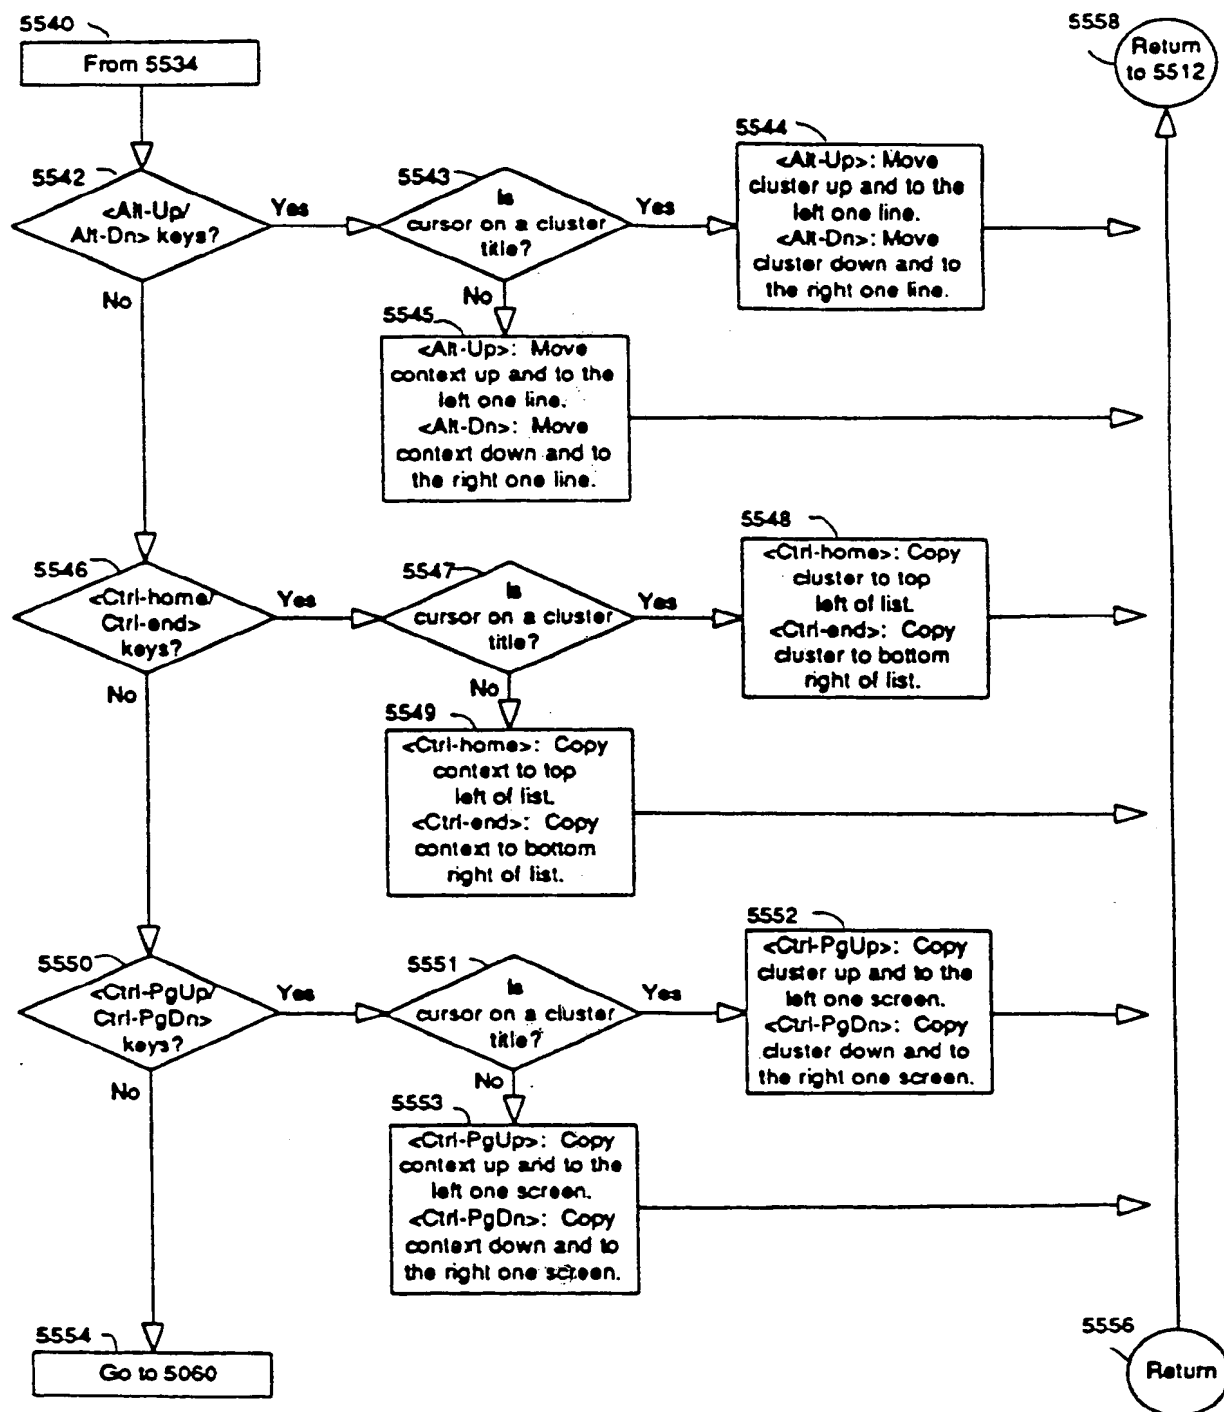 5540
From 5534
5558
Return
to 5512
5542
<Alt-Up/
Alt-Dn> keys?
Yes
No
5543
Is
cursor on a cluster
title?
Yes
No
5544
<Alt-Up>: Move
cluster up and to the
left one line.
<Alt-Dn>: Move
cluster down and to
the right one line.
5545
<Alt-Up>: Move
context up and to the
left one line.
<Alt-Dn>: Move
context down and to
the right one line.
5546
<Ctrl-home/
Ctrl-end>
keys?
Yes
No
5547
Is
cursor on a cluster
title?
Yes
No
5548
<Ctrl-home>: Copy
cluster to top
left of list.
<Ctrl-end>: Copy
cluster to bottom
right of list.
5549
<Ctrl-home>: Copy
context to top
left of list.
<Ctrl-end>: Copy
context to bottom
right of list.
5550
<Ctrl-PgUp/
Ctrl-PgDn>
keys?
Yes
No
5551
Is
cursor on a cluster
title?
Yes
No
5552
<Ctrl-PgUp>: Copy
cluster up and to the
left one screen.
<Ctrl-PgDn>: Copy
cluster down and to
the right one screen.
5553
<Ctrl-PgUp>: Copy
context up and to the
left one screen.
<Ctrl-PgDn>: Copy
context down and to
the right one screen.
5554
Go to 5060
5556
Return